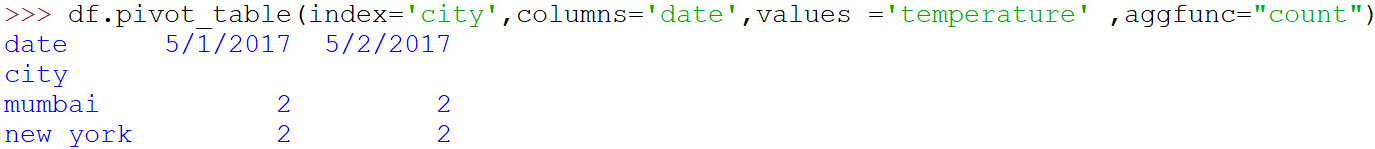 >>> df.pivot_table(index='city',columns='date',values ='temperature' ,aggfunc="count")
date      5/1/2017  5/2/2017
city
mumbai           2         2
new york         2         2